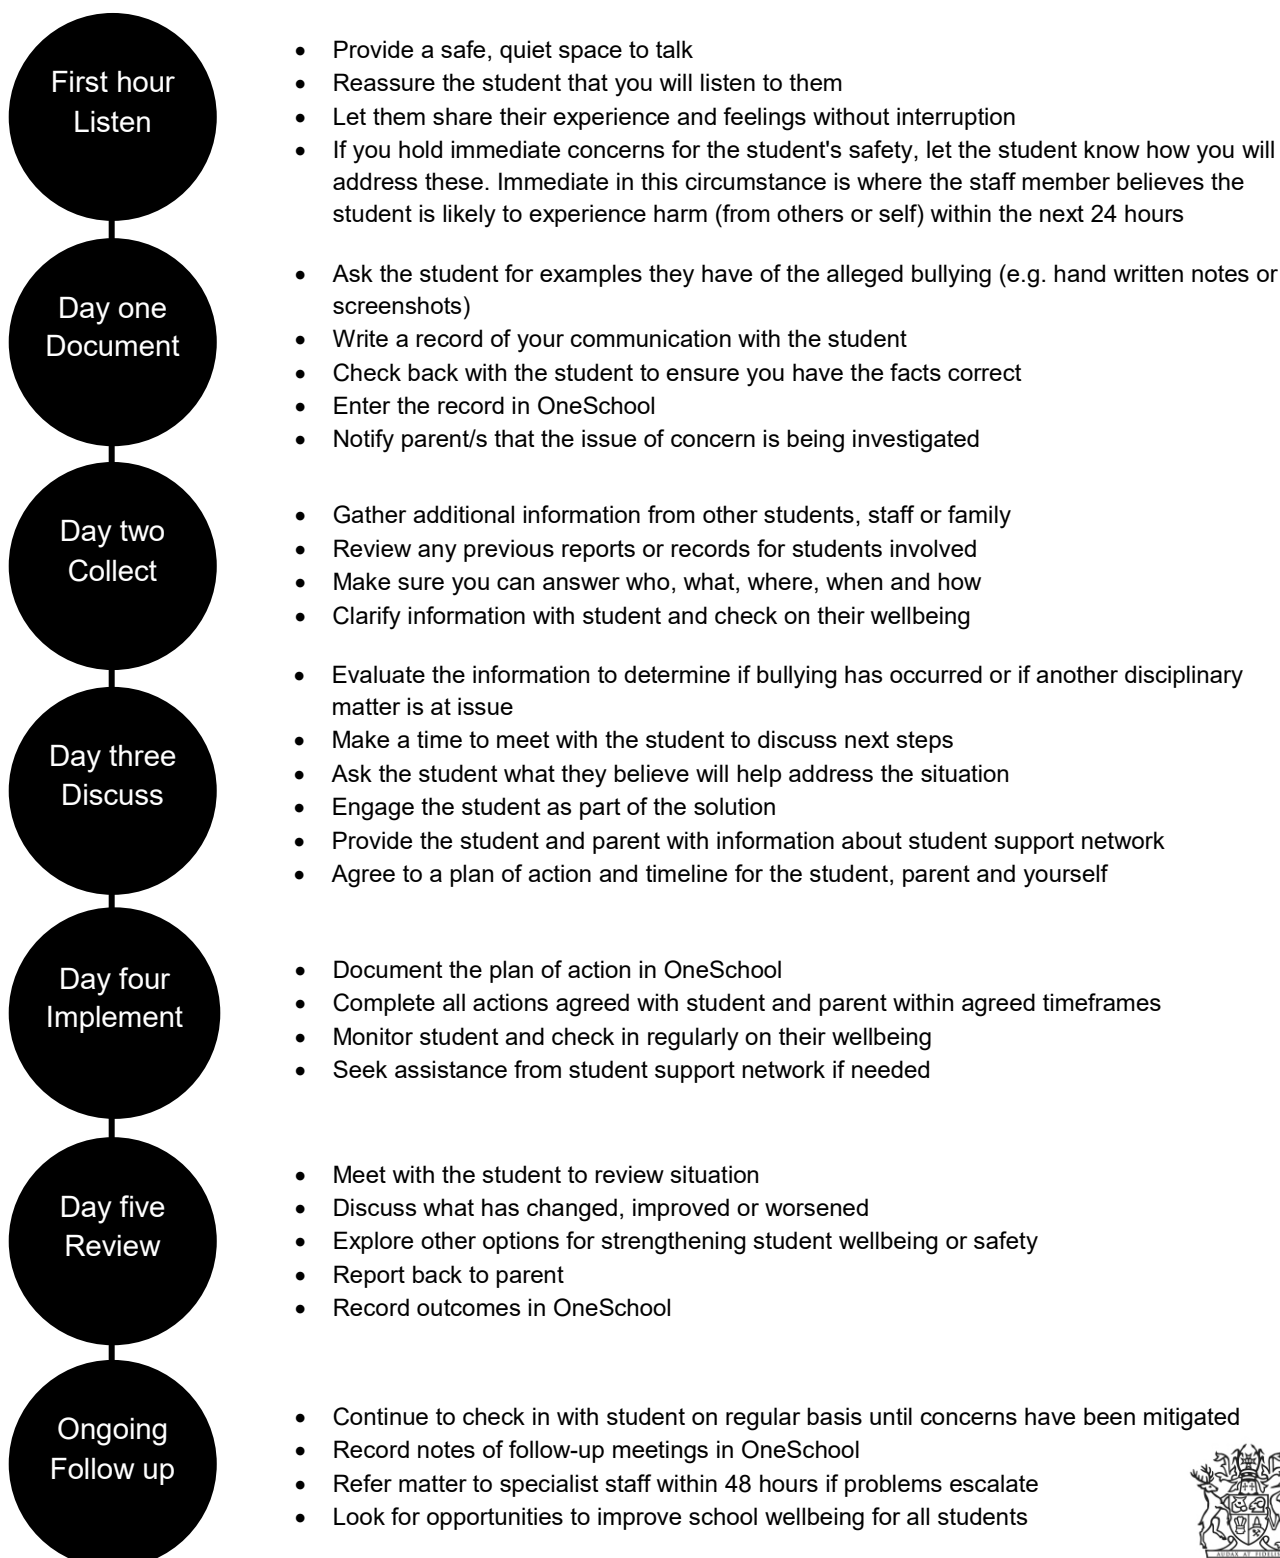 First hour
Listen
• Provide a safe, quiet space to talk
• Reassure the student that you will listen to them
• Let them share their experience and feelings without interruption
• If you hold immediate concerns for the student's safety, let the student know how you will
address these. Immediate in this circumstance is where the staff member believes the
student is likely to experience harm (from others or self) within the next 24 hours
Day one
Document
• Ask the student for examples they have of the alleged bullying (e.g. hand written notes or
screenshots)
• Write a record of your communication with the student
• Check back with the student to ensure you have the facts correct
• Enter the record in OneSchool
• Notify parent/s that the issue of concern is being investigated
Day two
Collect
• Gather additional information from other students, staff or family
• Review any previous reports or records for students involved
• Make sure you can answer who, what, where, when and how
• Clarify information with student and check on their wellbeing
Day three
Discuss
• Evaluate the information to determine if bullying has occurred or if another disciplinary
matter is at issue
• Make a time to meet with the student to discuss next steps
• Ask the student what they believe will help address the situation
• Engage the student as part of the solution
• Provide the student and parent with information about student support network
• Agree to a plan of action and timeline for the student, parent and yourself
Day four
Implement
• Document the plan of action in OneSchool
• Complete all actions agreed with student and parent within agreed timeframes
• Monitor student and check in regularly on their wellbeing
• Seek assistance from student support network if needed
Day five
Review
• Meet with the student to review situation
• Discuss what has changed, improved or worsened
• Explore other options for strengthening student wellbeing or safety
• Report back to parent
• Record outcomes in OneSchool
Ongoing
Follow up
• Continue to check in with student on regular basis until concerns have been mitigated
• Record notes of follow-up meetings in OneSchool
• Refer matter to specialist staff within 48 hours if problems escalate
• Look for opportunities to improve school wellbeing for all students
AUDAX AT